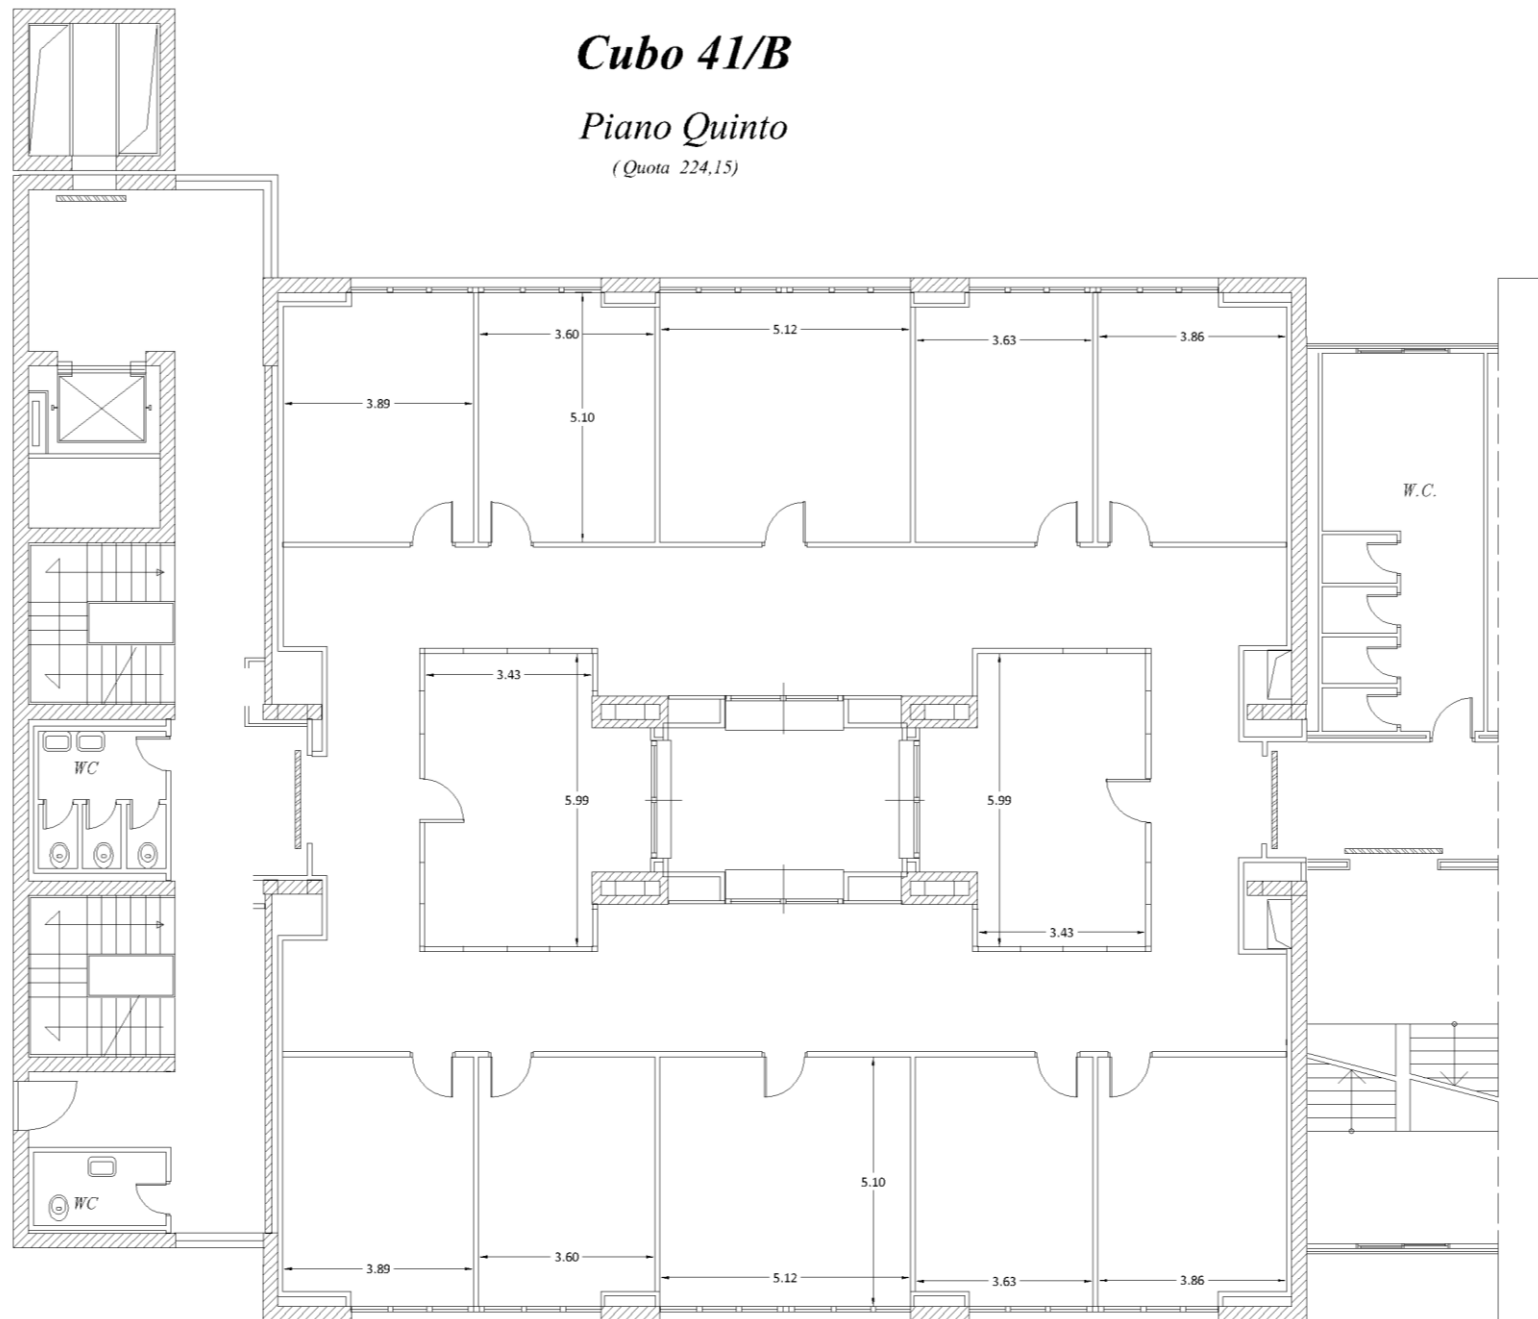 Cubo 41/B
Piano Quinto
( Quota 224,15)
3.60
5.12
3.63
3.86
3.89
5.10
W.C.
3.43
WC
5.99
5.99
3.43
5.10
WC
3.89
3.60
5.12
3.63
3.86